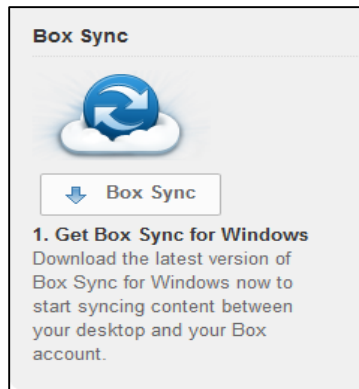 Box Sync
Box Sync
1. Get Box Sync for Windows
Download the latest version of
Box Sync for Windows now to
start syncing content between
your desktop and your Box
account.